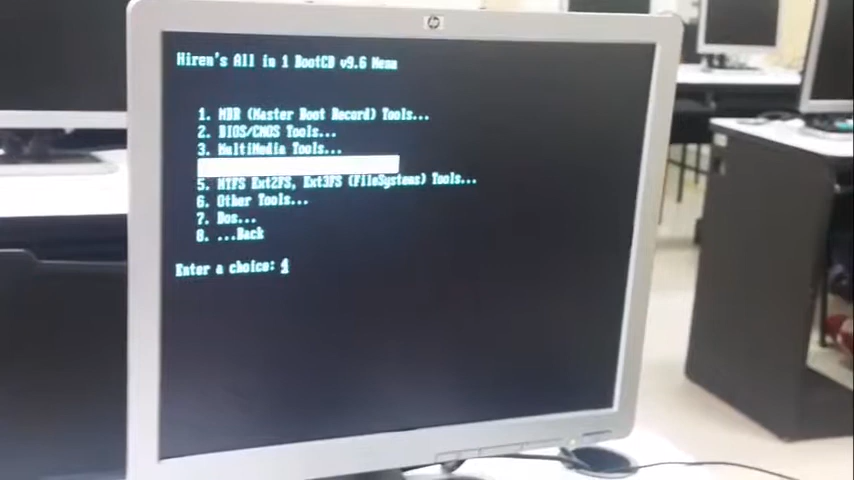 hp
Hiren's All in 1 BootCD v9.6 Menu
1. MBR (Master Boot Record) Tools...
2. BIOS/CMOS Tools...
3. MultiMedia Tools...
5. NTFS Ext2FS, Ext3FS (FileSystems) Tools...
6. Other Tools...
7. Dos...
8. ...Back
Enter a choice: 4